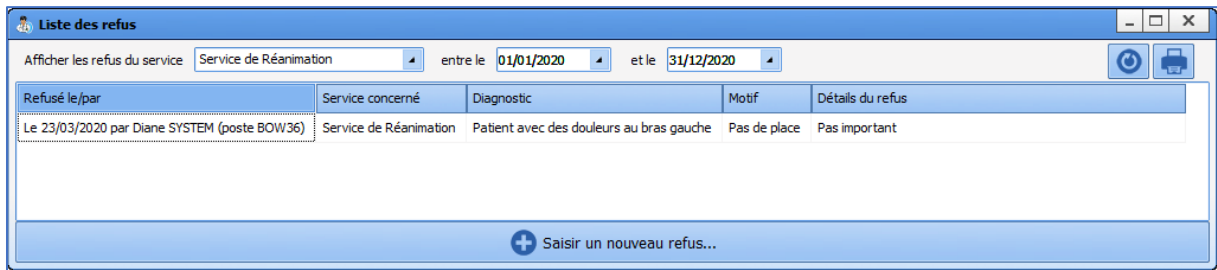 Liste des refus
Afficher les refus du service Service de Réanimation entre le 01/01/2020 et le 31/12/2020
Refusé le/par Service concerné Diagnostic Motif Détails du refus
Le 23/03/2020 par Diane SYSTEM (poste BOW36) Service de Réanimation Patient avec des douleurs au bras gauche Pas de place Pas important
Saisir un nouveau refus...